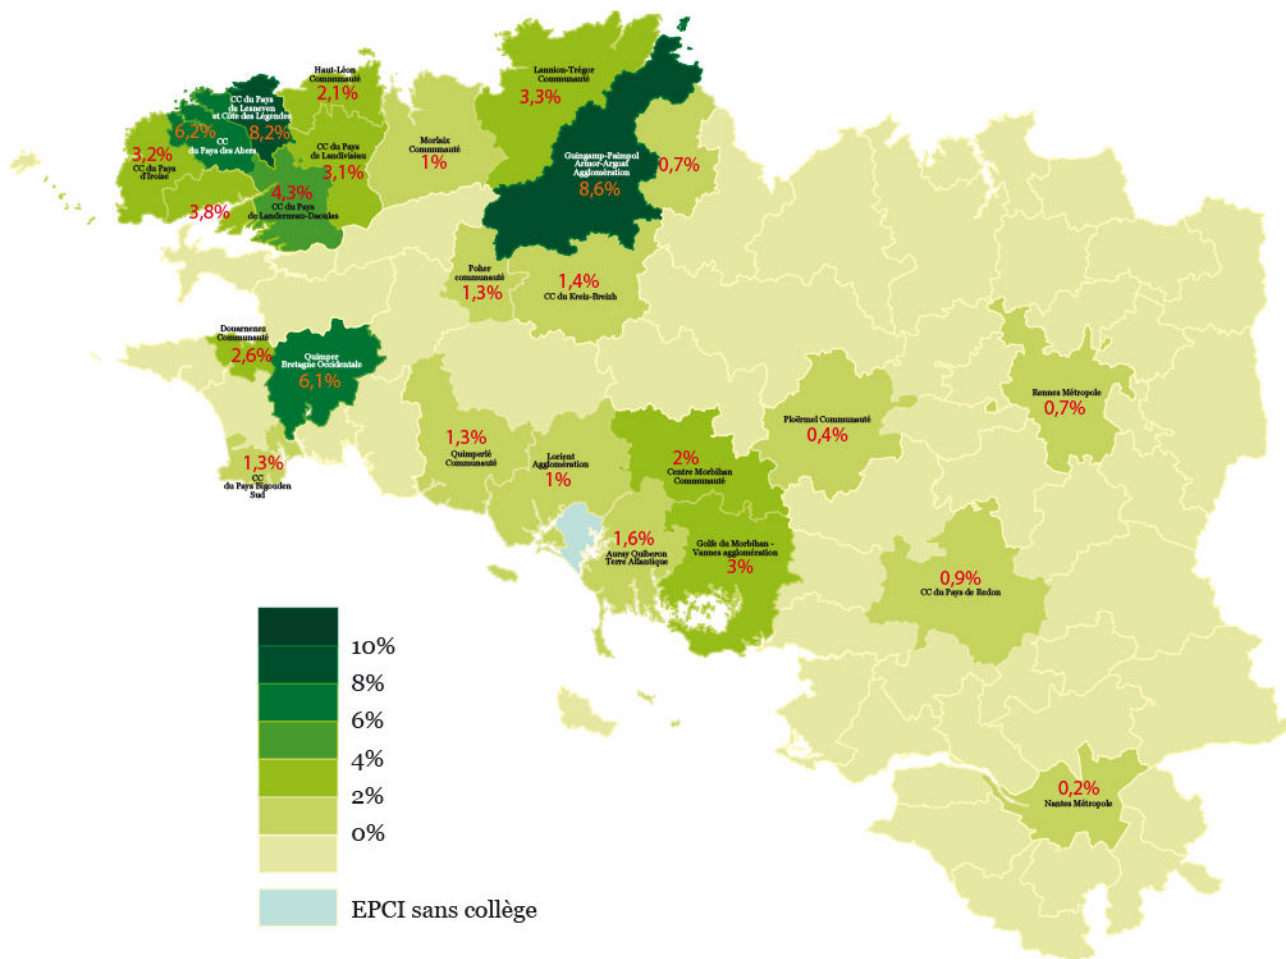 Haut-Léon
Communauté
2,1%
CC du Pays
de Lesneven
et Côte des Légendes
8,2%
6,2%
CC
du Pays des Abers
3,2%
CC du Pays
d'Iroise
3,8%
4,3%
CC du Pays
de Landerneau-Daoulas
CC du Pays
de Landivisiau
3,1%
Morlaix
Communauté
1%
Lannion-Trégor
Communauté
3,3%
Guingamp-Paimpol
Armor-Argoat
Agglomération
8,6%
0,7%
Poher
communauté
1,3%
1,4%
CC du Kreiz-Breizh
Douarnenez
Communauté
2,6%
Quimper
Bretagne Occidentale
6,1%
1,3%
CC
du Pays Bigouden
Sud
1,3%
Quimperlé
Communauté
Lorient
Agglomération
1%
2%
Centre Morbihan
Communauté
1,6%
Auray Quiberon
Terre Atlantique
Golfe du Morbihan -
Vannes agglomération
3%
Ploërmel Communauté
0,4%
Rennes Métropole
0,7%
0,9%
CC du Pays de Redon
0,2%
Nantes Métropole
10%
8%
6%
4%
2%
0%
EPCI sans collège